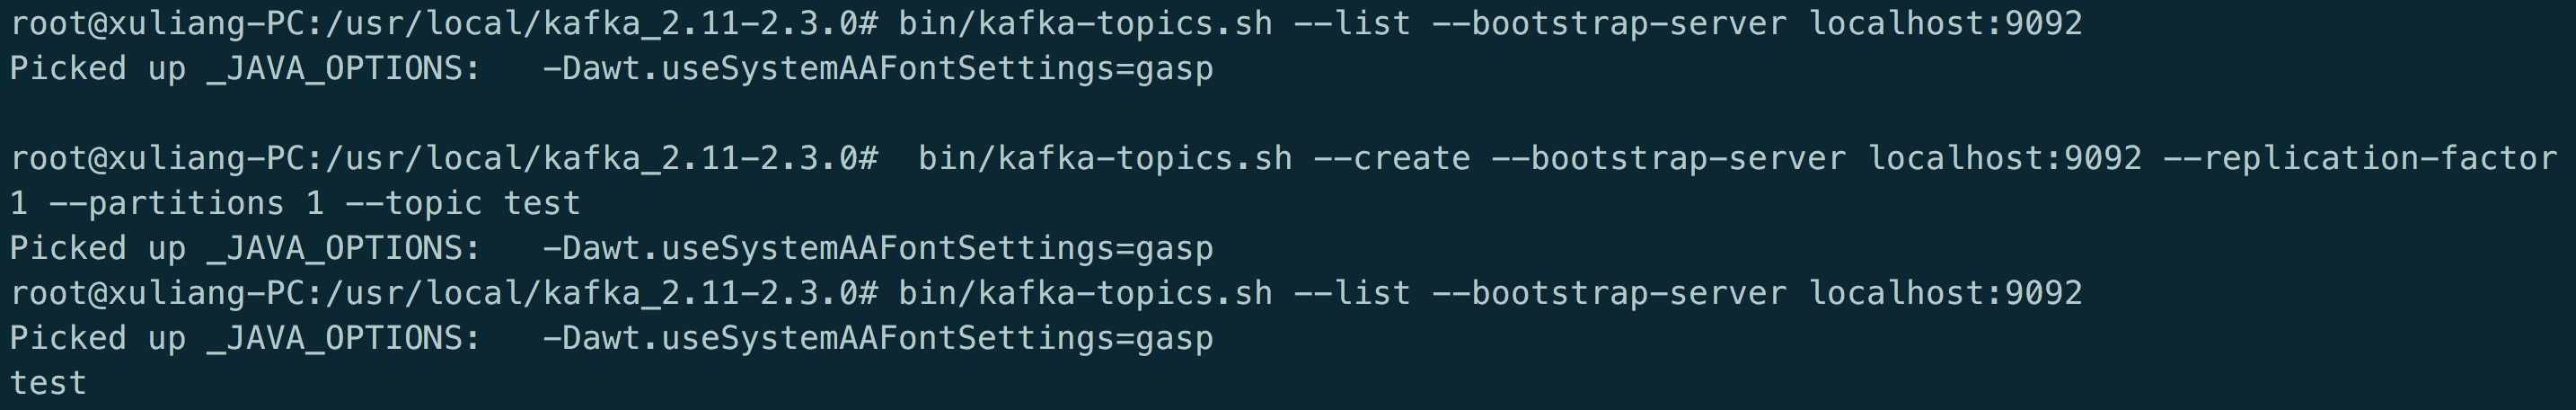 root@xuliang-PC:/usr/local/kafka_2.11-2.3.0# bin/kafka-topics.sh --list --bootstrap-server localhost:9092
Picked up _JAVA_OPTIONS:   -Dawt.useSystemAAFontSettings=gasp
root@xuliang-PC:/usr/local/kafka_2.11-2.3.0#  bin/kafka-topics.sh --create --bootstrap-server localhost:9092 --replication-factor
1 --partitions 1 --topic test
Picked up _JAVA_OPTIONS:   -Dawt.useSystemAAFontSettings=gasp
root@xuliang-PC:/usr/local/kafka_2.11-2.3.0# bin/kafka-topics.sh --list --bootstrap-server localhost:9092
Picked up _JAVA_OPTIONS:   -Dawt.useSystemAAFontSettings=gasp
test